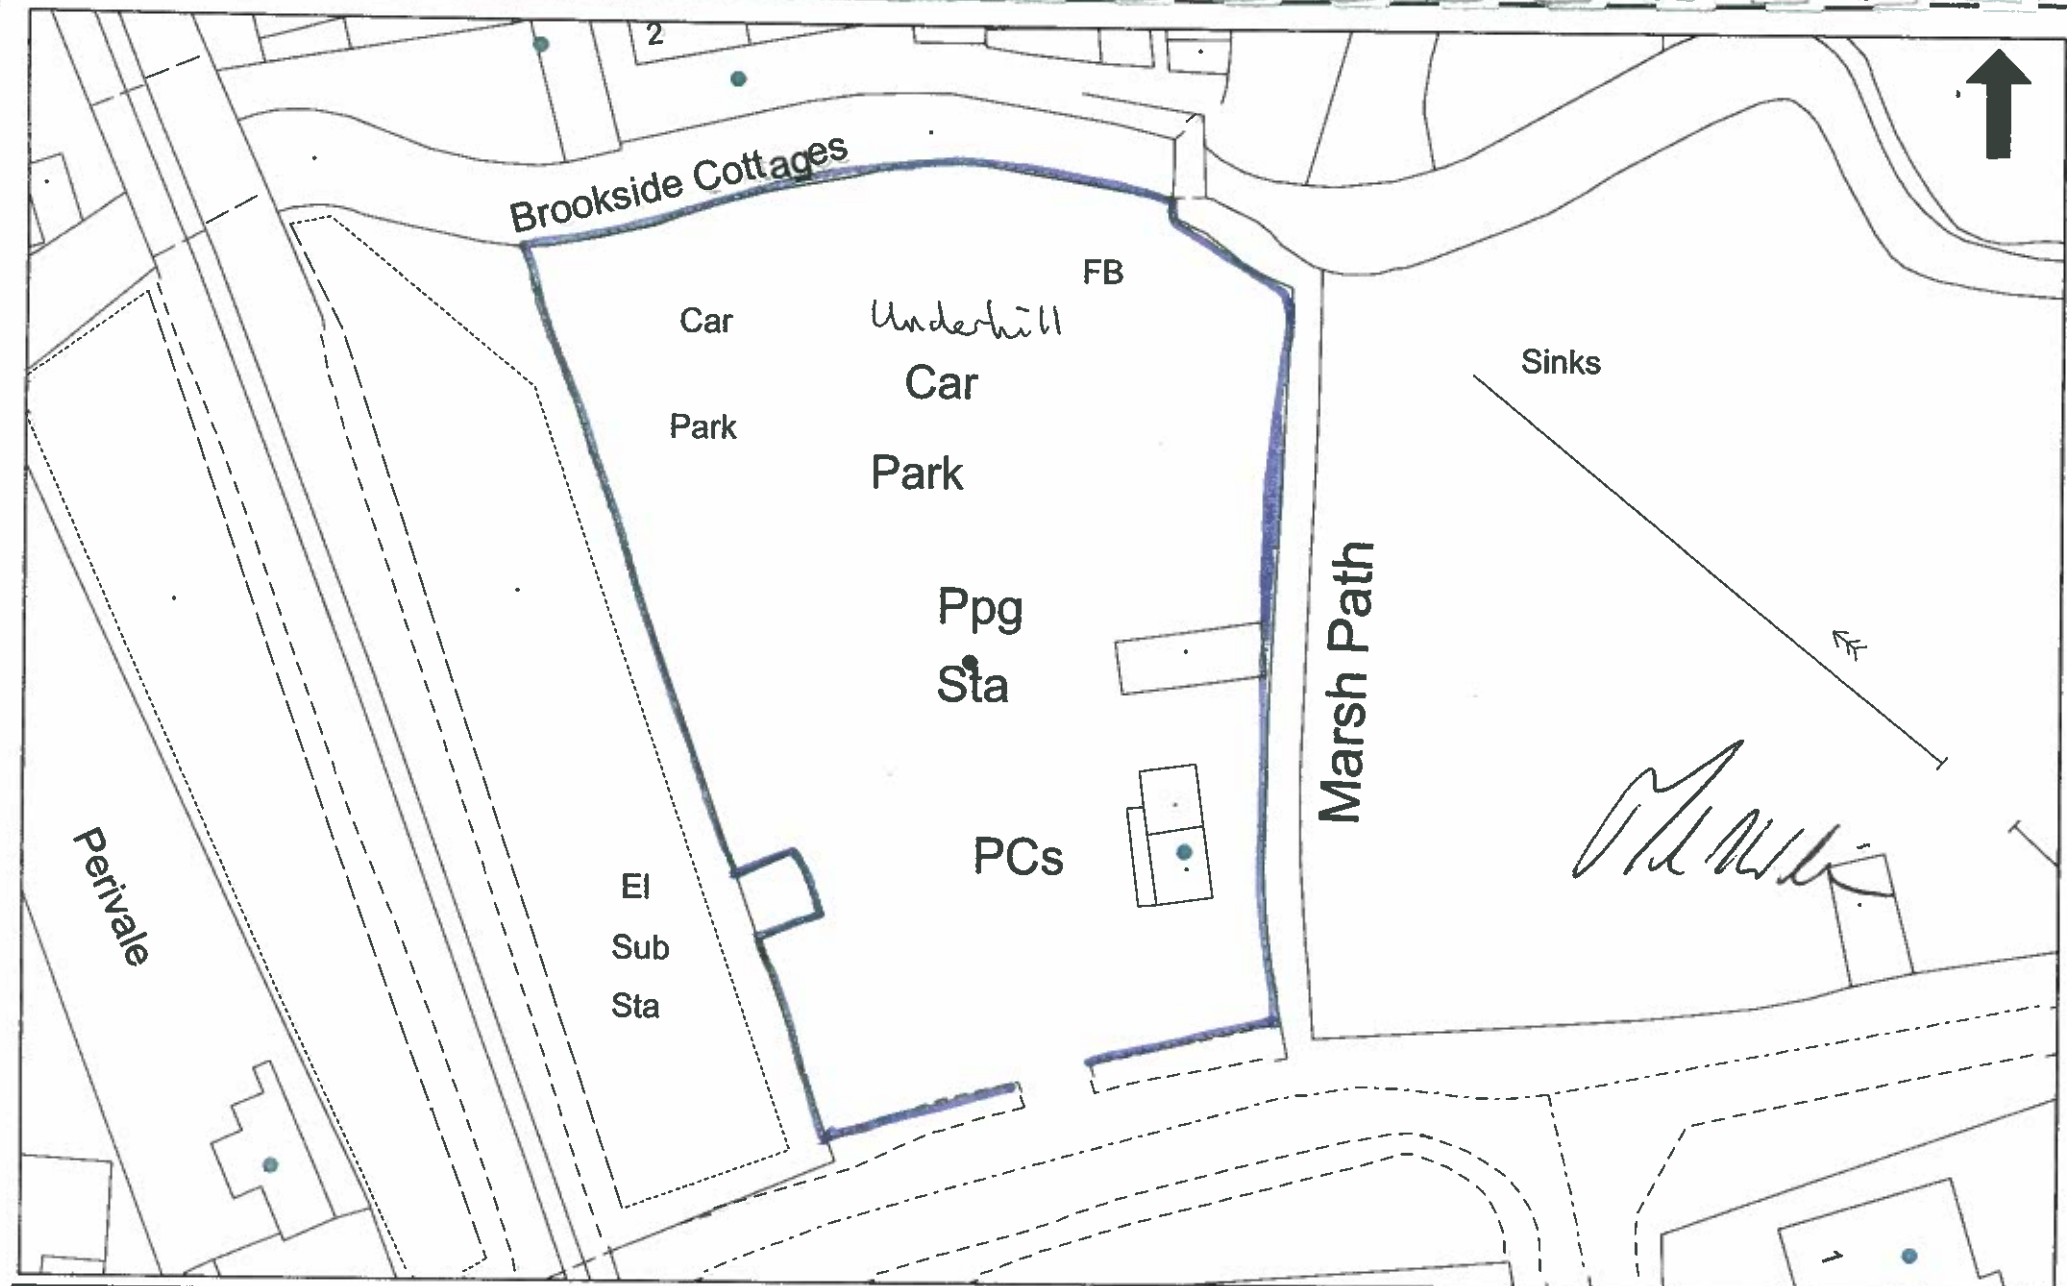 2
Brookside Cottages
FB
Car
Park
Underhill
Car
Park
Sinks
Ppg
Sta
Marsh Path
PCs
El
Sub
Sta
Perivale
1